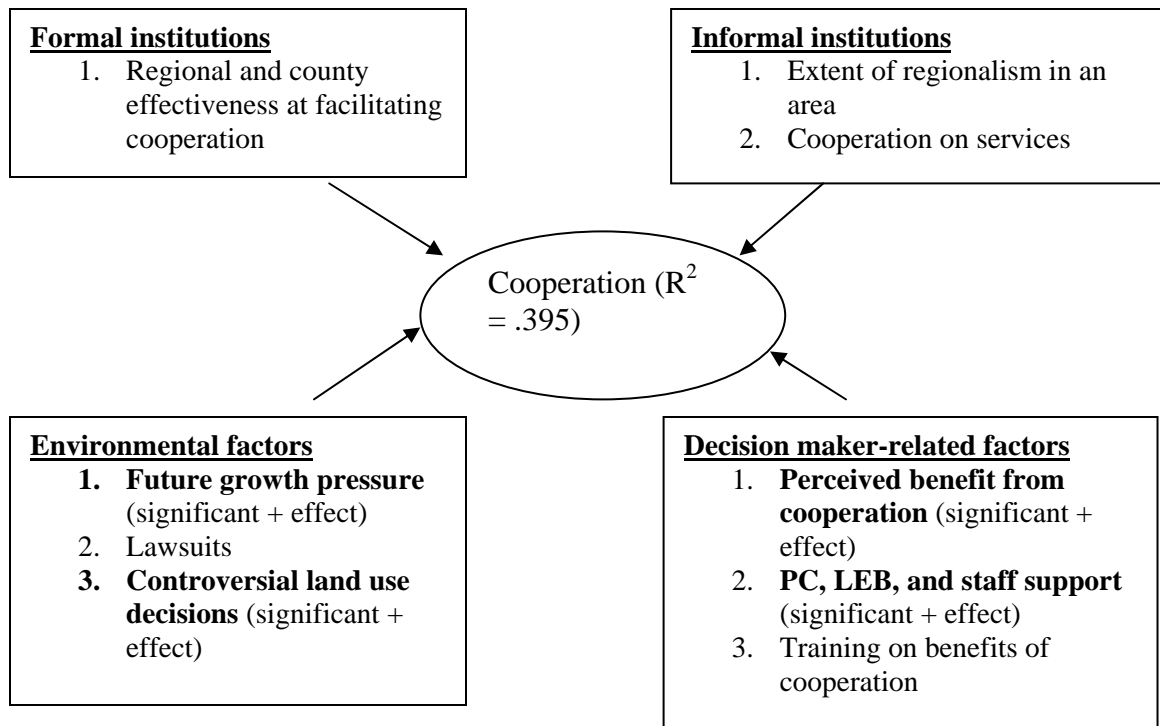 Formal institutions
1. Regional and county
effectiveness at facilitating
cooperation
Informal institutions
1. Extent of regionalism in an
area
2. Cooperation on services
Cooperation (R²
= .395)
Environmental factors
1. Future growth pressure
(significant + effect)
2. Lawsuits
3. Controversial land use
decisions (significant +
effect)
Decision maker-related factors
1. Perceived benefit from
cooperation (significant +
effect)
2. PC, LEB, and staff support
(significant + effect)
3. Training on benefits of
cooperation